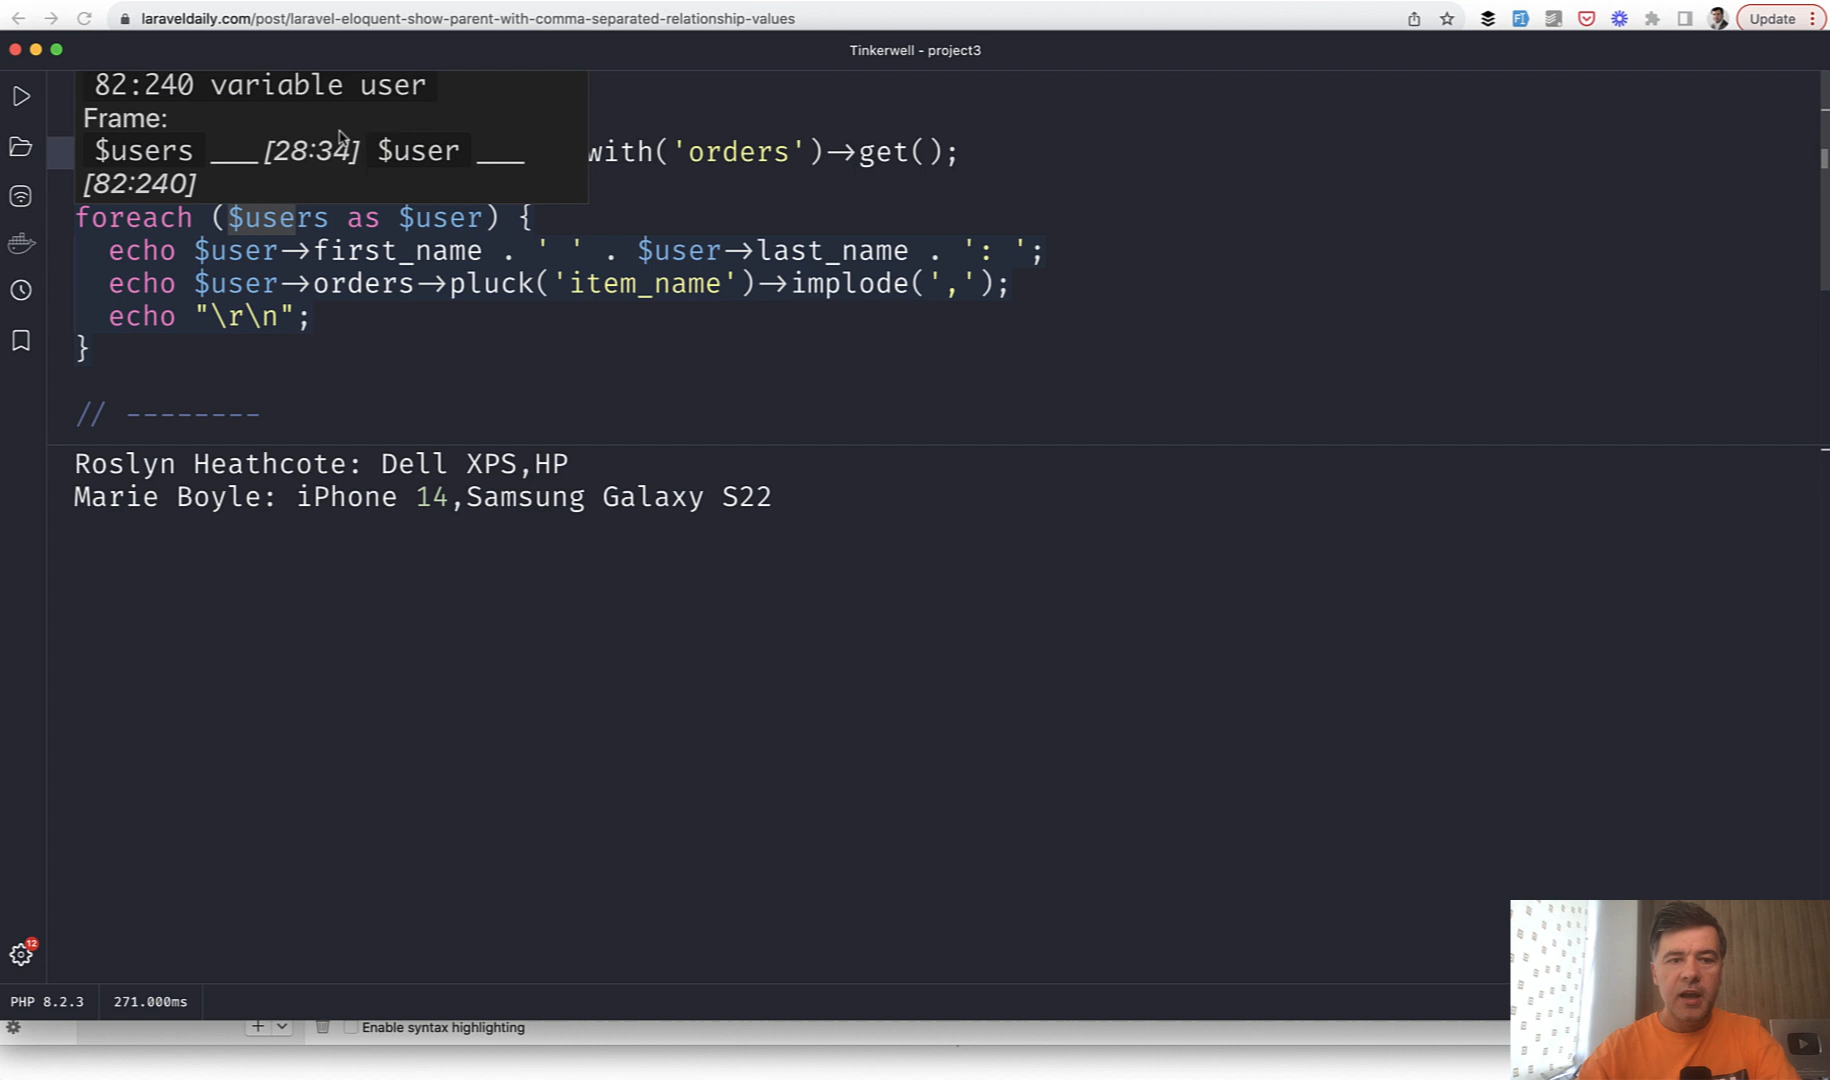 laraveldaily.com/post/laravel-eloquent-show-parent-with-comma-separated-relationship-values
Update
Tinkerwell - project3
82:240 variable user
Frame:
$users ___ [28:34] $user ___
[82:240]
with('orders')->get();
foreach ($users as $user) {
echo $user->first_name . ' ' . $user->last_name . ': ';
echo $user->orders->pluck('item_name')->implode(',');
echo "\r\n";
}
// --------
Roslyn Heathcote: Dell XPS,HP
Marie Boyle: iPhone 14,Samsung Galaxy S22
12
PHP 8.2.3
271.000ms
Enable syntax highlighting